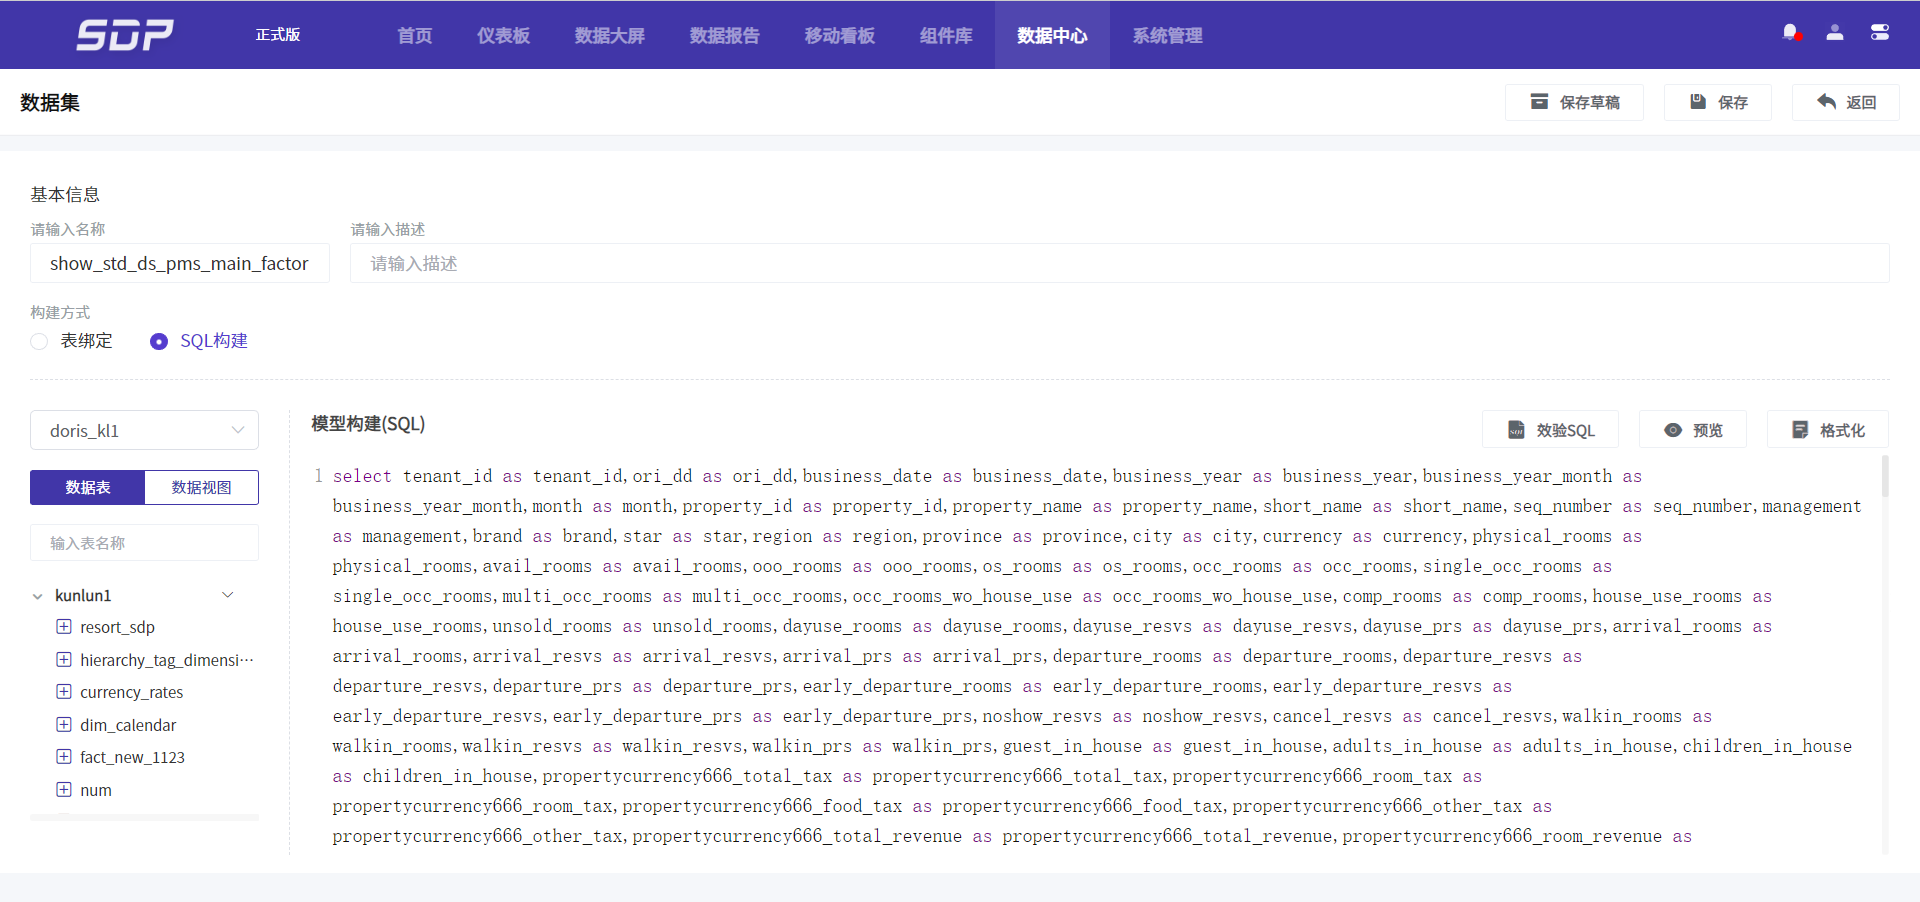 SDP 正式版 首页 仪表板 数据大屏 数据报告 移动看板 组件库 数据中心 系统管理
数据集 保存草稿 保存 返回
基本信息
请输入名称 请输入描述
show_std_ds_pms_main_factor 请输入描述
构建方式
表绑定 SQL构建
doris_kl1
数据表 数据视图
输入表名称
kunlun1
resort_sdp
hierarchy_tag_dimensi···
currency_rates
dim_calendar
fact_new_1123
num
模型构建(SQL) 效验SQL 预览 格式化
1 select tenant_id as tenant_id,ori_dd as ori_dd,business_date as business_date,business_year as business_year,business_year_month as
business_year_month,month as month,property_id as property_id,property_name as property_name,short_name as short_name,seq_number as seq_number,management
as management,brand as brand,star as star,region as region,province as province,city as city,currency as currency,physical_rooms as
physical_rooms,avail_rooms as avail_rooms,ooo_rooms as ooo_rooms,os_rooms as os_rooms,occ_rooms as occ_rooms,single_occ_rooms as
single_occ_rooms,multi_occ_rooms as multi_occ_rooms,occ_rooms_wo_house_use as occ_rooms_wo_house_use,comp_rooms as comp_rooms,house_use_rooms as
house_use_rooms,unsold_rooms as unsold_rooms,dayuse_rooms as dayuse_rooms,dayuse_resvs as dayuse_resvs,dayuse_prs as dayuse_prs,arrival_rooms as
arrival_rooms,arrival_resvs as arrival_resvs,arrival_prs as arrival_prs,departure_rooms as departure_rooms,departure_resvs as
departure_resvs,departure_prs as departure_prs,early_departure_rooms as early_departure_rooms,early_departure_resvs as
early_departure_resvs,early_departure_prs as early_departure_prs,noshow_resvs as noshow_resvs,cancel_resvs as cancel_resvs,walkin_rooms as
walkin_rooms,walkin_resvs as walkin_resvs,walkin_prs as walkin_prs,guest_in_house as guest_in_house,adults_in_house as adults_in_house,children_in_house
as children_in_house,propertycurrency666_total_tax as propertycurrency666_total_tax,propertycurrency666_room_tax as
propertycurrency666_room_tax,propertycurrency666_food_tax as propertycurrency666_food_tax,propertycurrency666_other_tax as
propertycurrency666_other_tax,propertycurrency666_total_revenue as propertycurrency666_total_revenue,propertycurrency666_room_revenue as